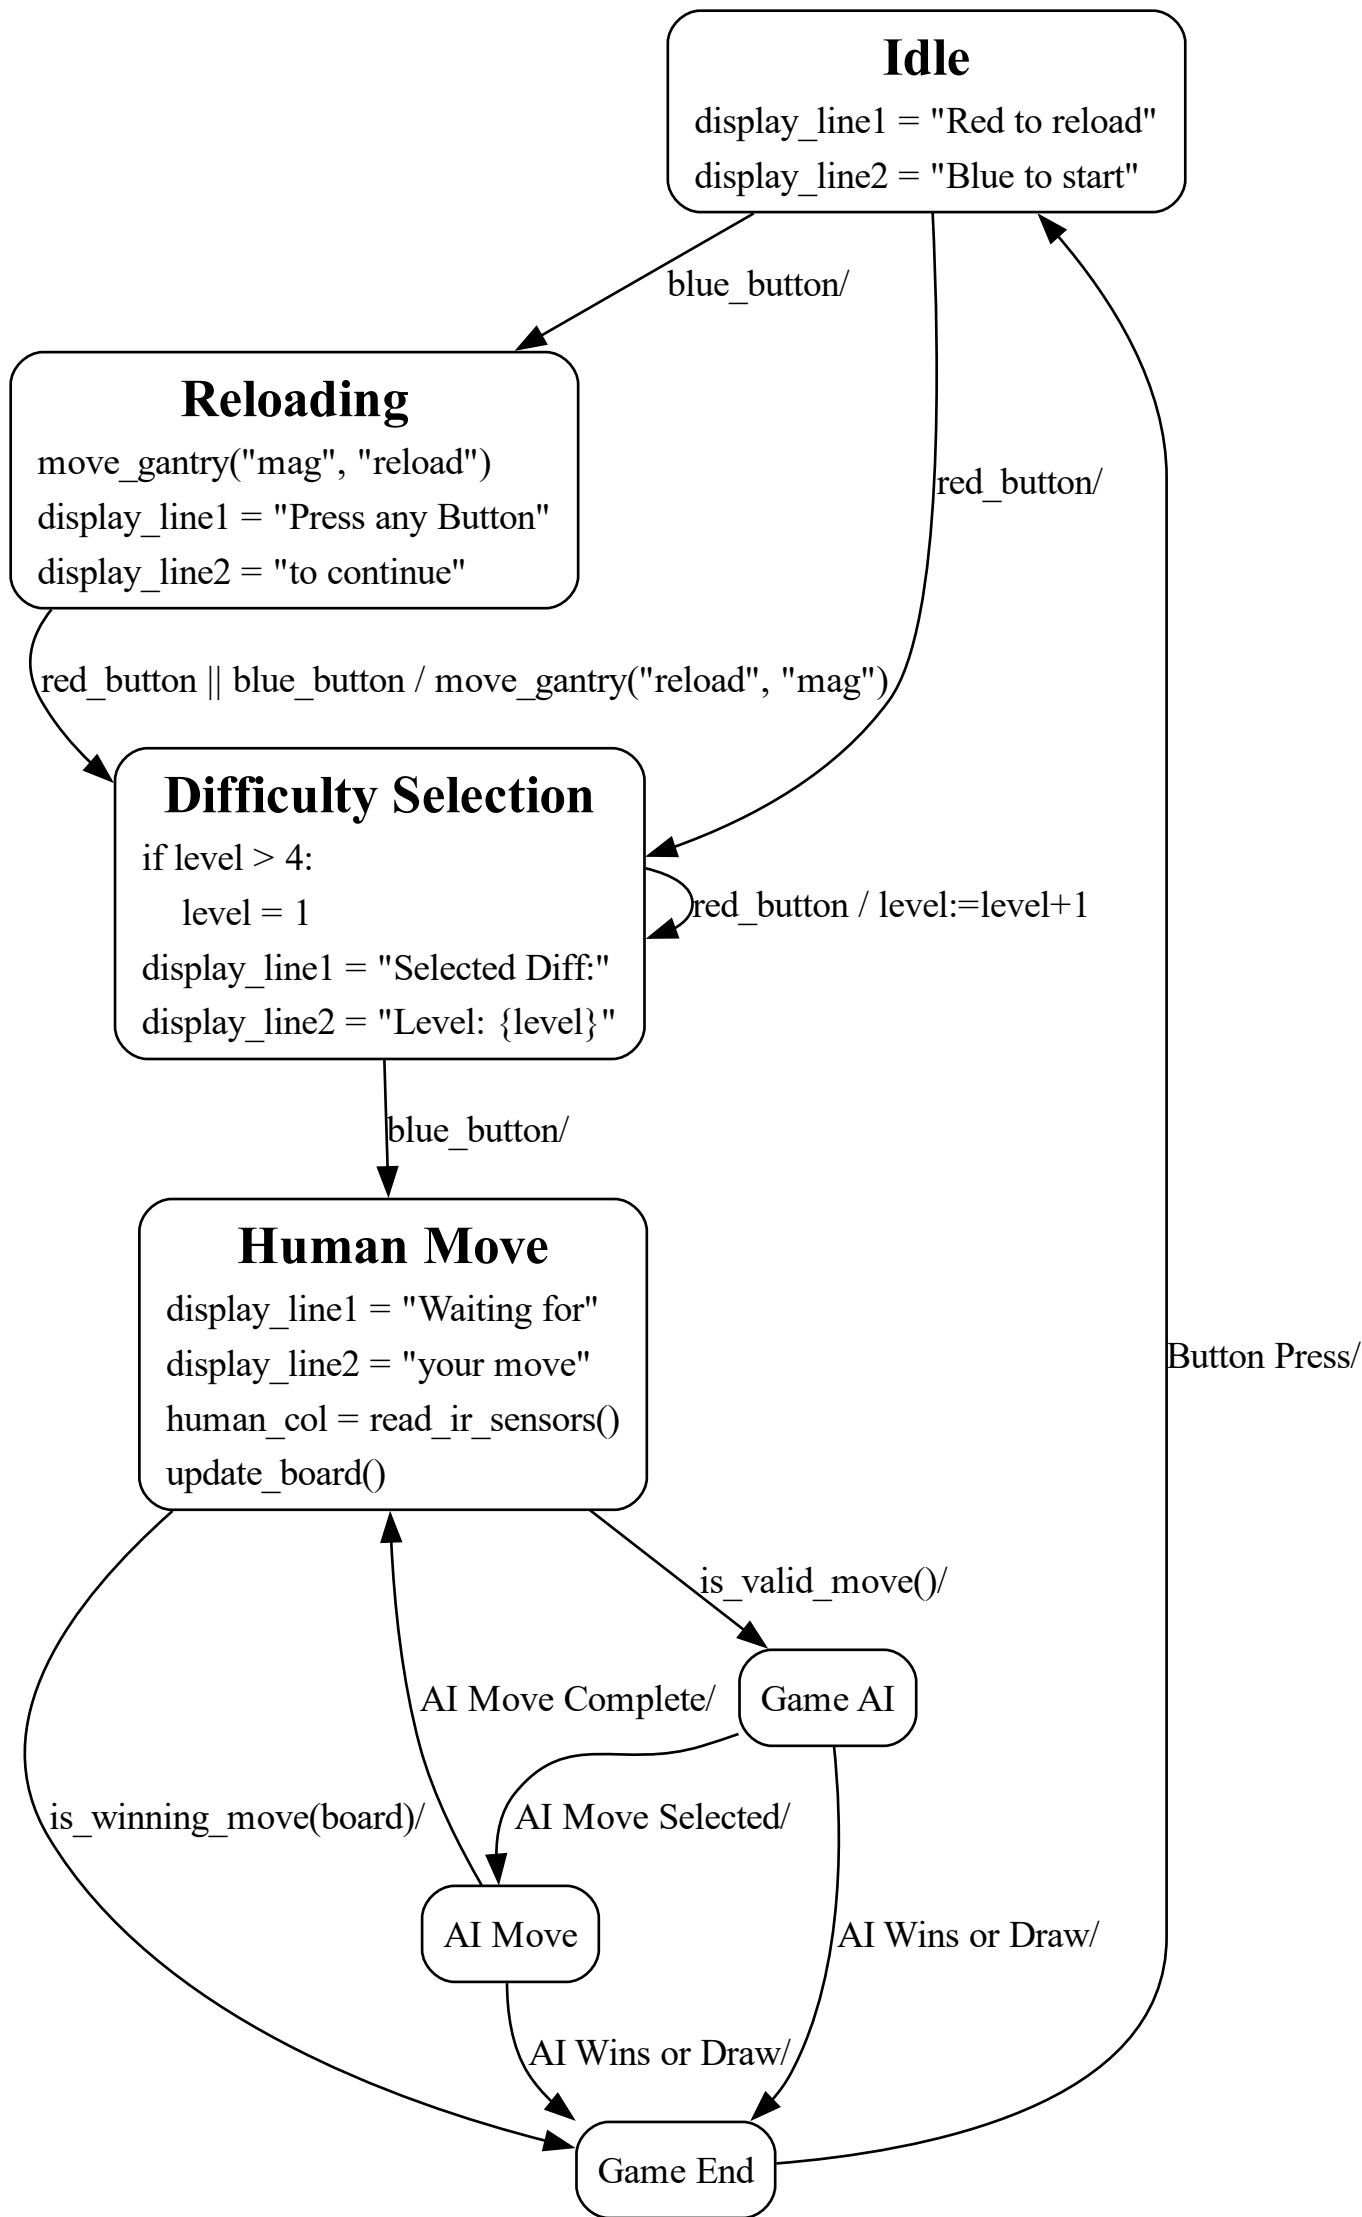 Idle
display_line1 = "Red to reload"
display_line2 = "Blue to start"
blue_button/
Reloading
move_gantry("mag", "reload")
display_line1 = "Press any Button"
display_line2 = "to continue"
red_button/
red_button || blue_button / move_gantry("reload", "mag")
Difficulty Selection
if level > 4:
level = 1
display_line1 = "Selected Diff:"
display_line2 = "Level: {level}"
red_button / level:=level+1
blue_button/
Human Move
display_line1 = "Waiting for"
display_line2 = "your move"
human_col = read_ir_sensors()
update_board()
Button Press/
is_valid_move()/
Game AI
AI Move Complete/
is_winning_move(board)/
AI Move Selected/
AI Move
AI Wins or Draw/
AI Wins or Draw/
Game End